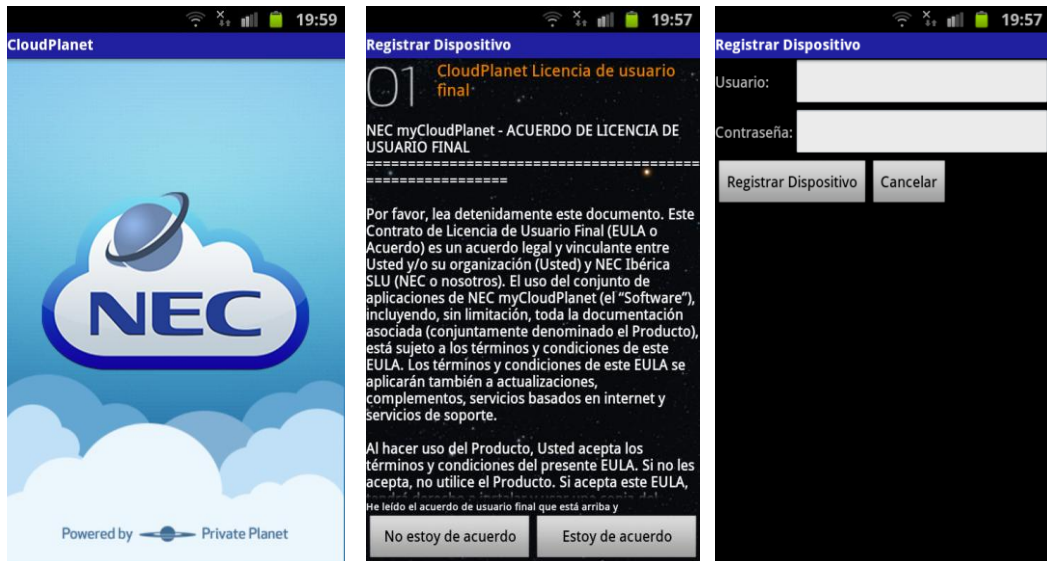 19:59
CloudPlanet
NEC
Powered by Private Planet
19:57
Registrar Dispositivo
01
CloudPlanet Licencia de usuario
final
NEC myCloudPlanet - ACUERDO DE LICENCIA DE
USUARIO FINAL
========================================
=================
Por favor, lea detenidamente este documento. Este
Contrato de Licencia de Usuario Final (EULA o
Acuerdo) es un acuerdo legal y vinculante entre
Usted y/o su organización (Usted) y NEC Ibérica
SLU (NEC o nosotros). El uso del conjunto de
aplicaciones de NEC myCloudPlanet (el “Software”),
incluyendo, sin limitación, toda la documentación
asociada (conjuntamente denominado el Producto),
está sujeto a los términos y condiciones de este
EULA. Los términos y condiciones de este EULA se
aplicarán también a actualizaciones,
complementos, servicios basados en internet y
servicios de soporte.
Al hacer uso del Producto, Usted acepta los
términos y condiciones del presente EULA. Si no les
acepta, no utilice el Producto. Si acepta este EULA,
He leído el acuerdo de usuario final que está arriba y
No estoy de acuerdo
Estoy de acuerdo
19:57
Registrar Dispositivo
Usuario:
Contraseña:
Registrar Dispositivo
Cancelar